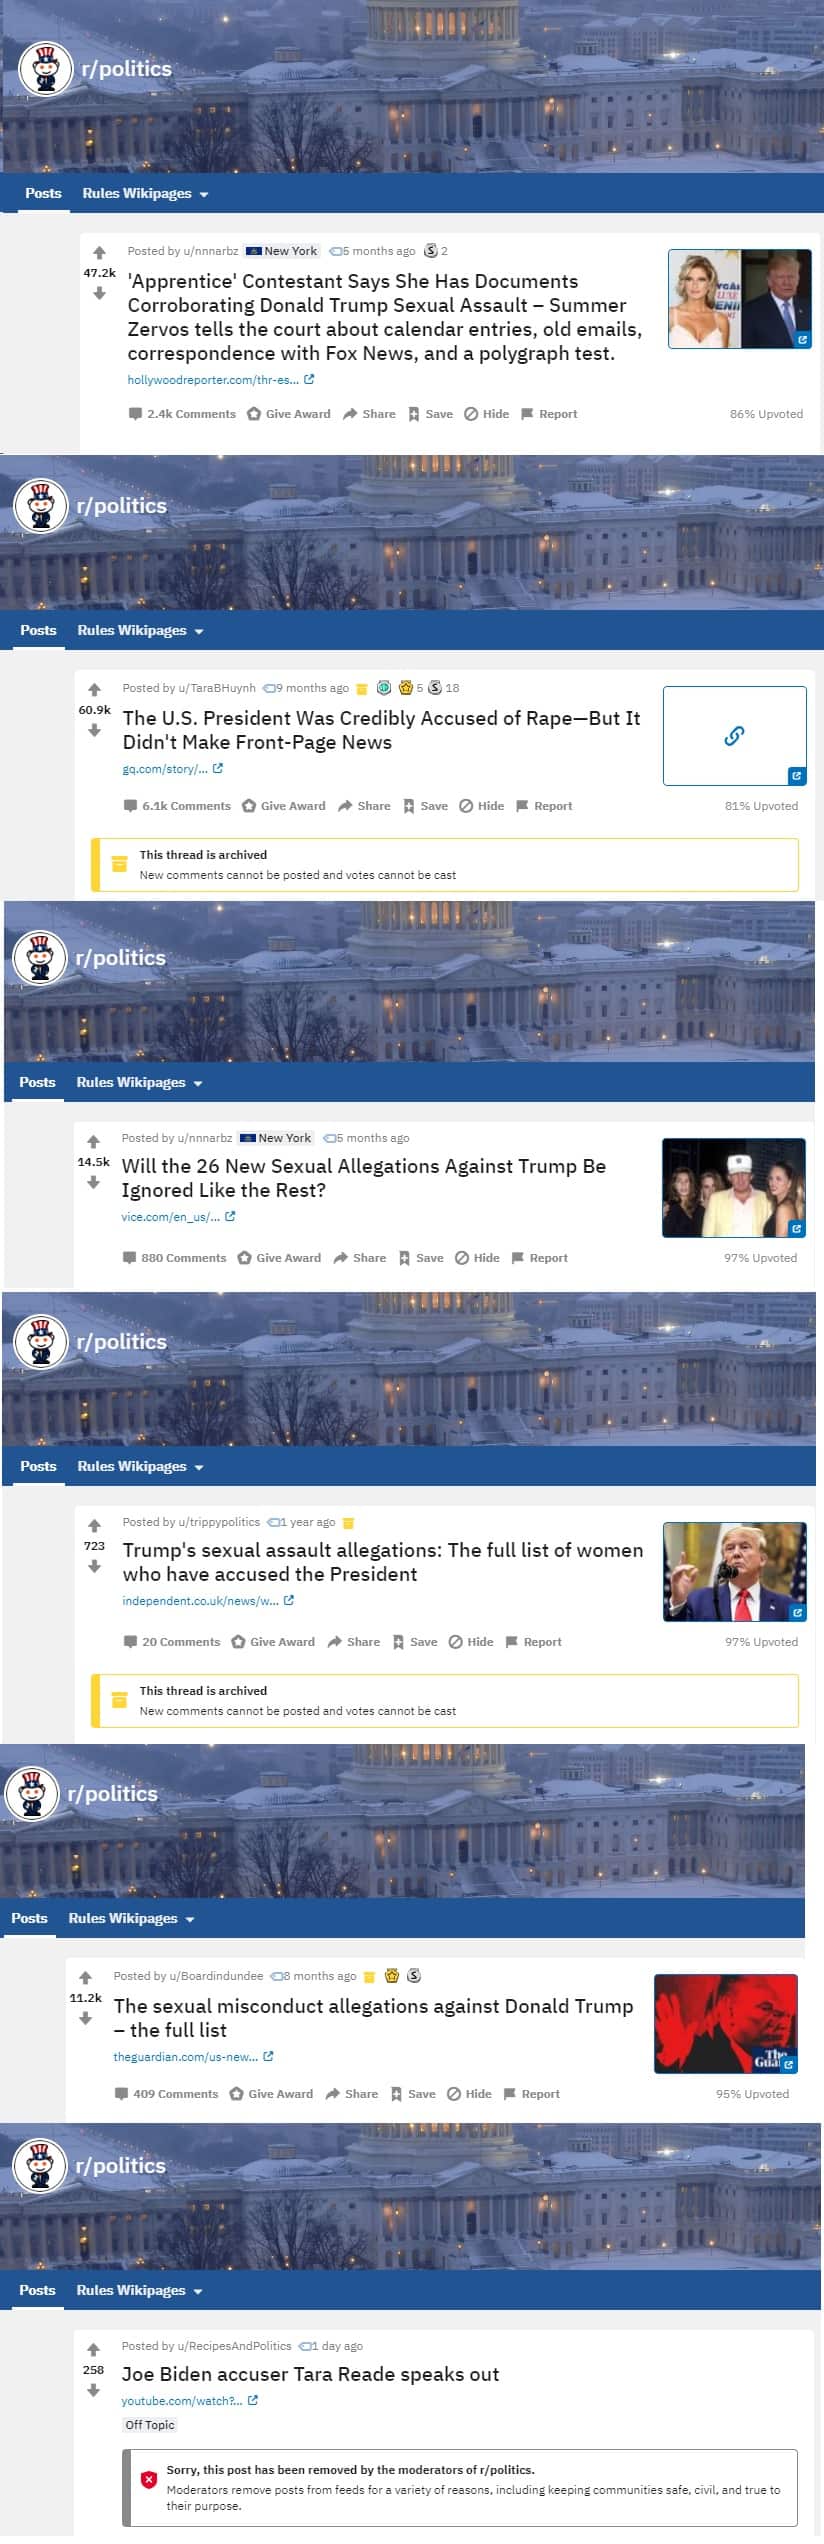 r/politics
Posts Rules Wikipages
Posted by u/nnnarbz New York 5 months ago S 2
47.2k
'Apprentice' Contestant Says She Has Documents
Corroborating Donald Trump Sexual Assault – Summer
Zervos tells the court about calendar entries, old emails,
correspondence with Fox News, and a polygraph test.
hollywoodreporter.com/thr-es...
2.4k Comments Give Award Share Save Hide Report 86% Upvoted
r/politics
Posts Rules Wikipages
Posted by u/TaraBHuynh 9 months ago 5 S 18
60.9k
The U.S. President Was Credibly Accused of Rape—But It
Didn't Make Front-Page News
gq.com/story/...
6.1k Comments Give Award Share Save Hide Report 81% Upvoted
This thread is archived
New comments cannot be posted and votes cannot be cast
r/politics
Posts Rules Wikipages
Posted by u/nnnarbz New York 5 months ago
14.5k
Will the 26 New Sexual Allegations Against Trump Be
Ignored Like the Rest?
vice.com/en_us/...
880 Comments Give Award Share Save Hide Report 97% Upvoted
r/politics
Posts Rules Wikipages
Posted by u/trippypolitics 1 year ago
723
Trump's sexual assault allegations: The full list of women
who have accused the President
independent.co.uk/news/w...
20 Comments Give Award Share Save Hide Report 97% Upvoted
This thread is archived
New comments cannot be posted and votes cannot be cast
r/politics
Posts Rules Wikipages
Posted by u/Boardindundee 8 months ago S
11.2k
The sexual misconduct allegations against Donald Trump
– the full list
The
Gua
theguardian.com/us-new...
409 Comments Give Award Share Save Hide Report 95% Upvoted
r/politics
Posts Rules Wikipages
Posted by u/RecipesAndPolitics 1 day ago
258
Joe Biden accuser Tara Reade speaks out
youtube.com/watch?...
Off Topic
Sorry, this post has been removed by the moderators of r/politics.
Moderators remove posts from feeds for a variety of reasons, including keeping communities safe, civil, and true to
their purpose.